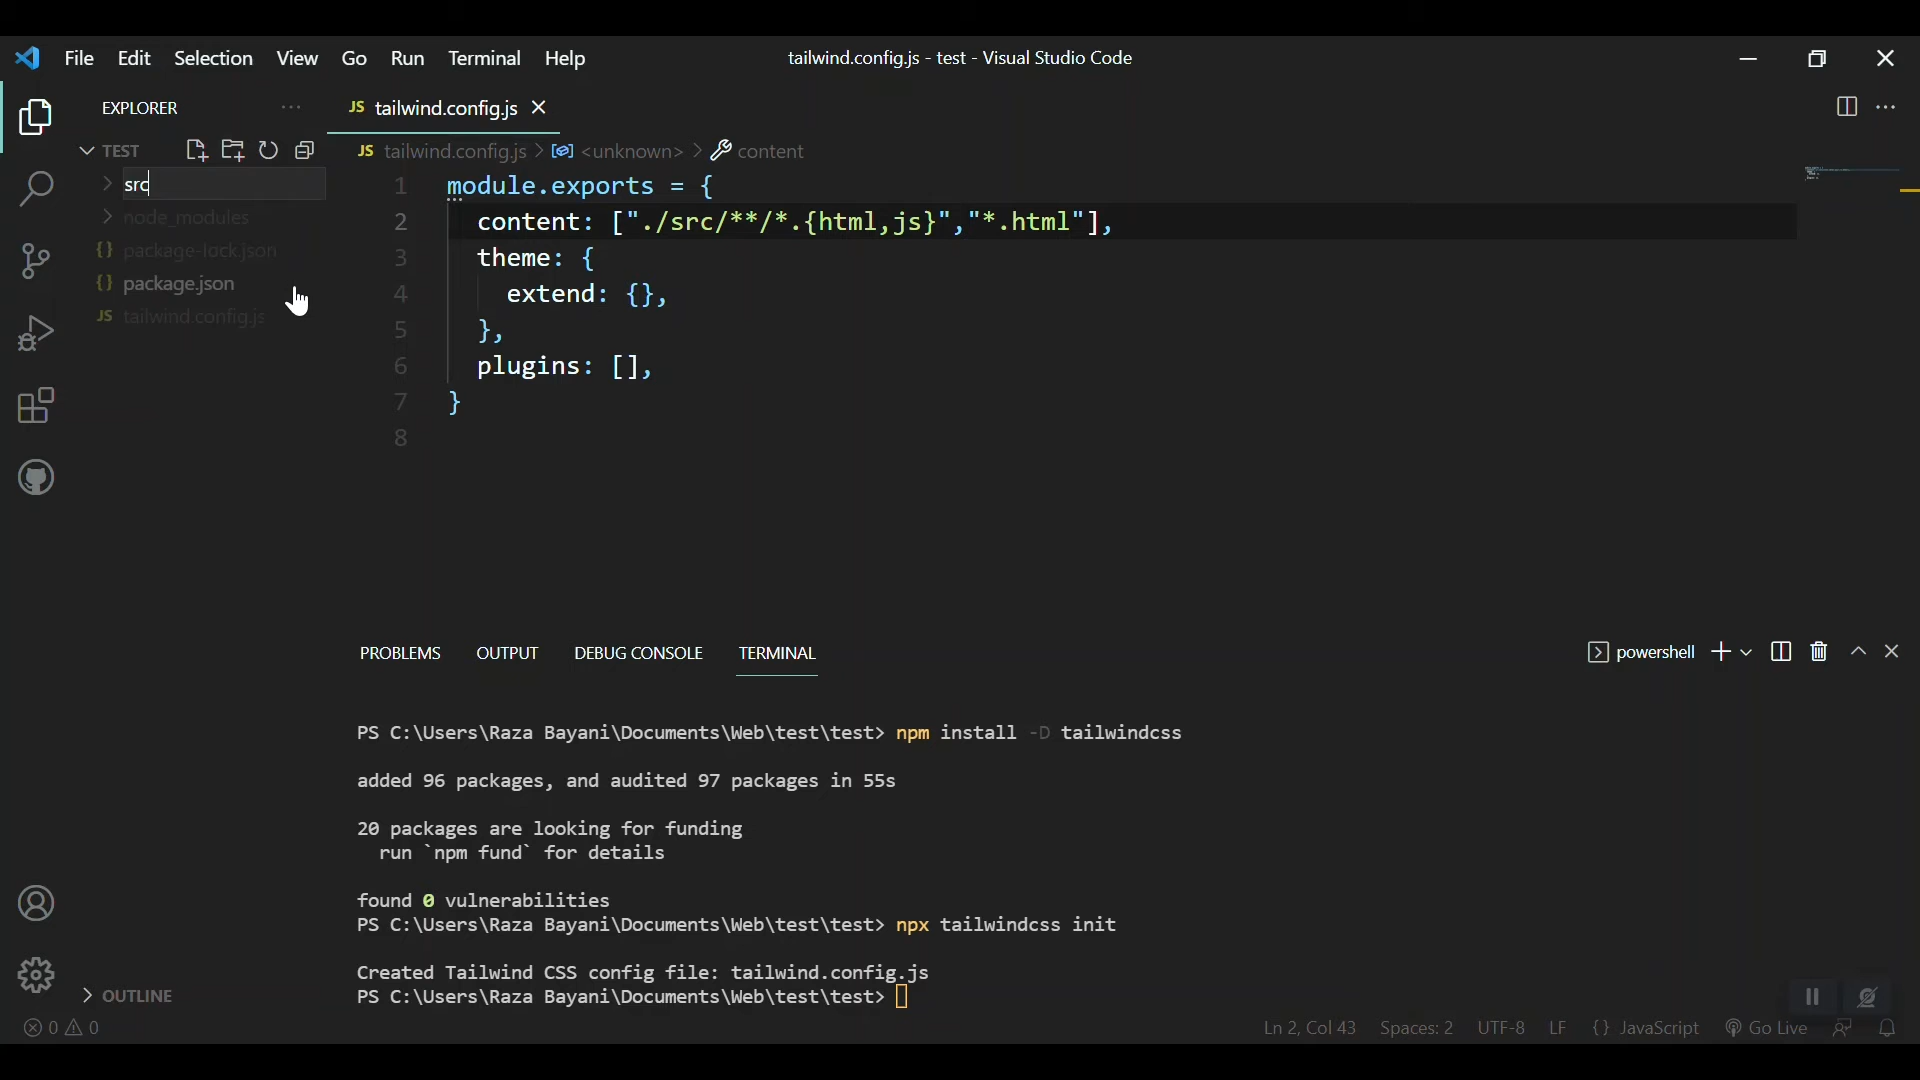 File Edit Selection View Go Run Terminal Help
tailwind.config.js - test - Visual Studio Code
EXPLORER
JS tailwind.config.js
TEST
src
node_modules
{} package-lock.json
{} package.json
JS tailwind.config.js
JS tailwind.config.js > <unknown> > content
1 module.exports = {
2 content: ["./src/**/*.{html,js}","*.html"],
3 theme: {
4 extend: {},
5 },
6 plugins: [],
7 }
8
PROBLEMS OUTPUT DEBUG CONSOLE TERMINAL
powershell
PS C:\Users\Raza Bayani\Documents\Web\test\test> npm install -D tailwindcss
added 96 packages, and audited 97 packages in 55s
20 packages are looking for funding
run `npm fund` for details
found 0 vulnerabilities
PS C:\Users\Raza Bayani\Documents\Web\test\test> npx tailwindcss init
Created Tailwind CSS config file: tailwind.config.js
PS C:\Users\Raza Bayani\Documents\Web\test\test>
OUTLINE
0 0
Ln 2, Col 43 Spaces: 2 UTF-8 LF {} JavaScript Go Live